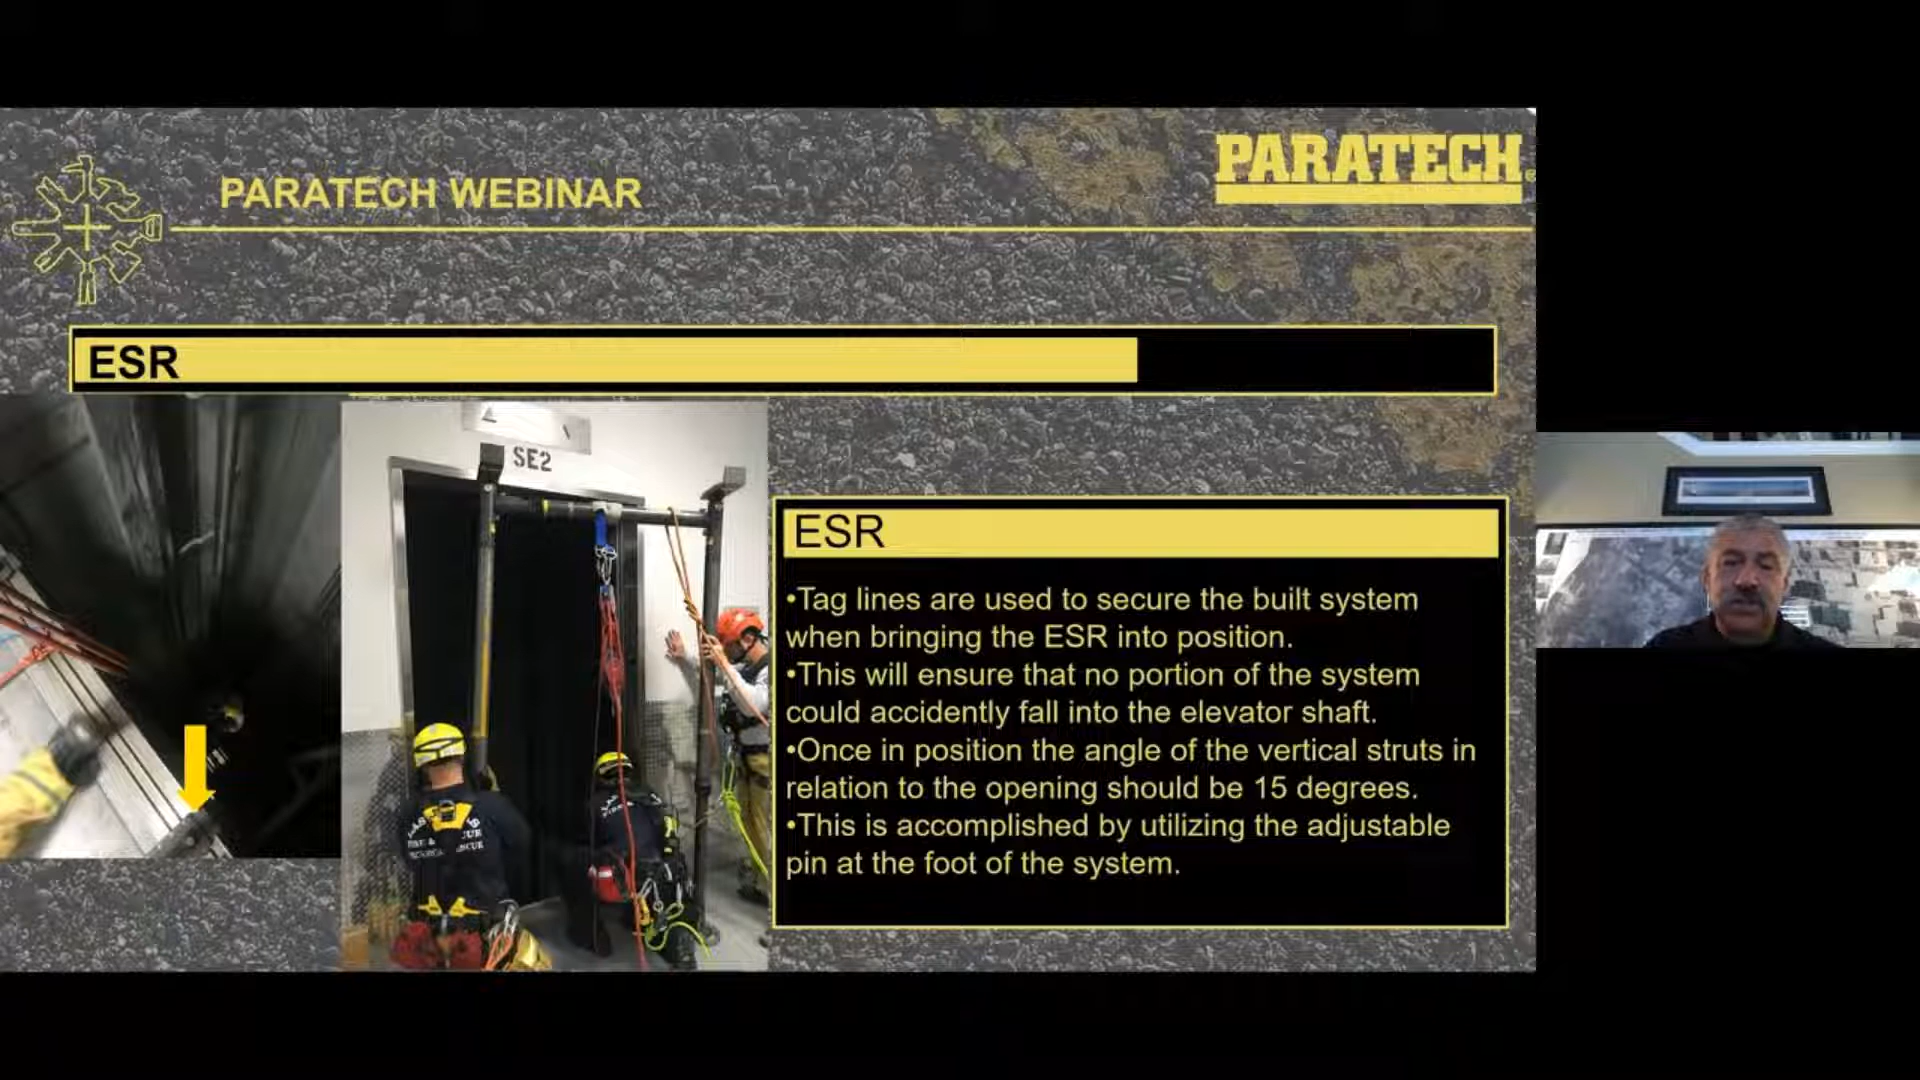 PARATECH WEBINAR
PARATECH
ESR
SE2
ESR
•Tag lines are used to secure the built system
when bringing the ESR into position.
•This will ensure that no portion of the system
could accidently fall into the elevator shaft.
•Once in position the angle of the vertical struts in
relation to the opening should be 15 degrees.
•This is accomplished by utilizing the adjustable
pin at the foot of the system.